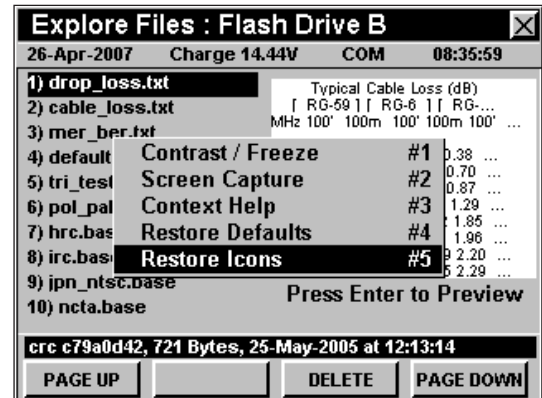 Explore Files : Flash Drive B
26-Apr-2007 Charge 14.44V COM 08:35:59
1) drop_loss.txt
2) cable_loss.txt
3) mer_ber.txt
4) default
5) tri_test
6) pol_pal
7) hrc.bas
8) irc.bas
9) jpn_ntsc.base
10) ncta.base
Typical Cable Loss (dB)
[ RG-59 ] [ RG-6 ] [ RG-...
MHz 100' 100m 100' 100m 100' ...
0.38 ...
0.70 ...
0.87 ...
1.29 ...
1.85 ...
1.96 ...
2.20 ...
2.29 ...
Contrast / Freeze #1
Screen Capture #2
Context Help #3
Restore Defaults #4
Restore Icons #5
Press Enter to Preview
crc c79a0d42, 721 Bytes, 25-May-2005 at 12:13:14
PAGE UP DELETE PAGE DOWN